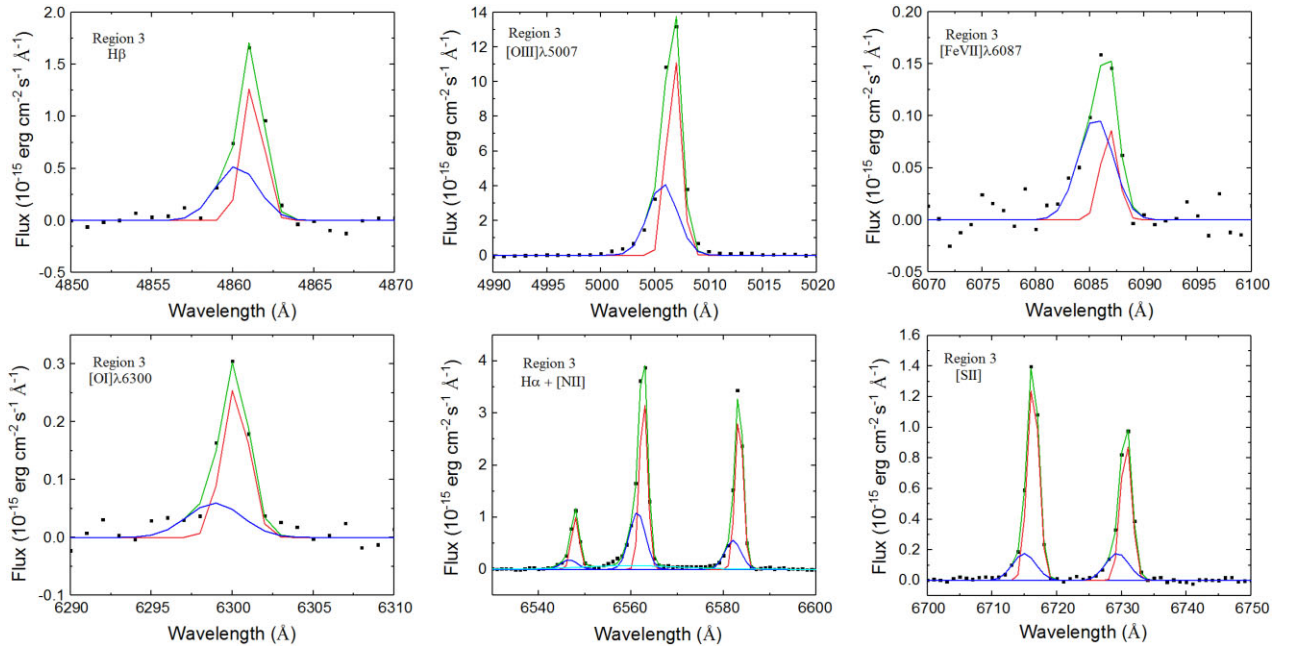 2.0
1.5
1.0
0.5
0.0
-0.5
Region 3
Hβ
4850 4855 4860 4865 4870
Wavelength (Å)
Flux (10⁻¹⁵ erg cm⁻² s⁻¹ Å⁻¹)
14
12
10
8
6
4
2
0
Region 3
[OIII]λ5007
4990 4995 5000 5005 5010 5015 5020
Wavelength (Å)
Flux (10⁻¹⁵ erg cm⁻² s⁻¹ Å⁻¹)
0.20
0.15
0.10
0.05
0.00
-0.05
Region 3
[FeVII]λ6087
6070 6075 6080 6085 6090 6095 6100
Wavelength (Å)
Flux (10⁻¹⁵ erg cm⁻² s⁻¹ Å⁻¹)
0.3
0.2
0.1
0.0
-0.1
Region 3
[OI]λ6300
6290 6295 6300 6305 6310
Wavelength (Å)
Flux (10⁻¹⁵ erg cm⁻² s⁻¹ Å⁻¹)
4
3
2
1
0
Region 3
Hα + [NII]
6540 6560 6580 6600
Wavelength (Å)
Flux (10⁻¹⁵ erg cm⁻² s⁻¹ Å⁻¹)
1.6
1.4
1.2
1.0
0.8
0.6
0.4
0.2
0.0
-0.1
Region 3
[SII]
6700 6710 6720 6730 6740 6750
Wavelength (Å)
Flux (10⁻¹⁵ erg cm⁻² s⁻¹ Å⁻¹)